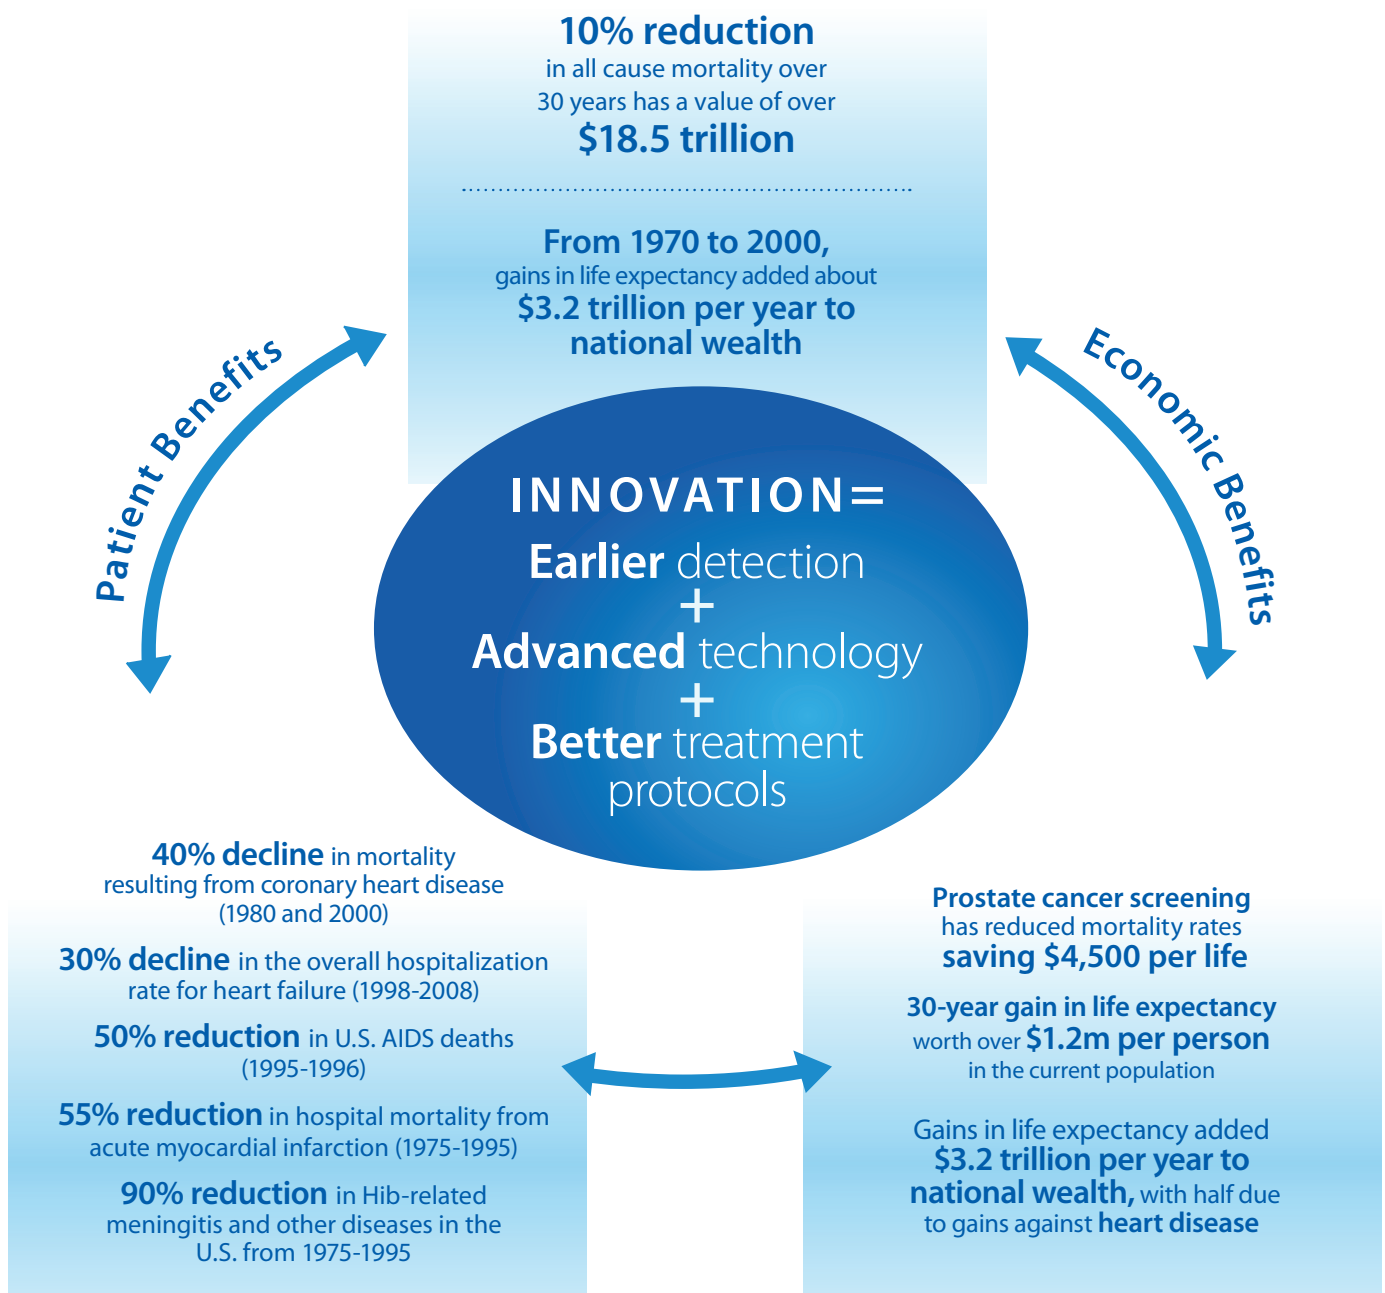 10% reduction
in all cause mortality over
30 years has a value of over
$18.5 trillion
From 1970 to 2000,
gains in life expectancy added about
$3.2 trillion per year to
national wealth
Patient Benefits
Economic Benefits
INNOVATION=
Earlier detection
+
Advanced technology
+
Better treatment
protocols
40% decline in mortality
resulting from coronary heart disease
(1980 and 2000)
30% decline in the overall hospitalization
rate for heart failure (1998-2008)
50% reduction in U.S. AIDS deaths
(1995-1996)
55% reduction in hospital mortality from
acute myocardial infarction (1975-1995)
90% reduction in Hib-related
meningitis and other diseases in the
U.S. from 1975-1995
Prostate cancer screening
has reduced mortality rates
saving $4,500 per life
30-year gain in life expectancy
worth over $1.2m per person
in the current population
Gains in life expectancy added
$3.2 trillion per year to
national wealth, with half due
to gains against heart disease